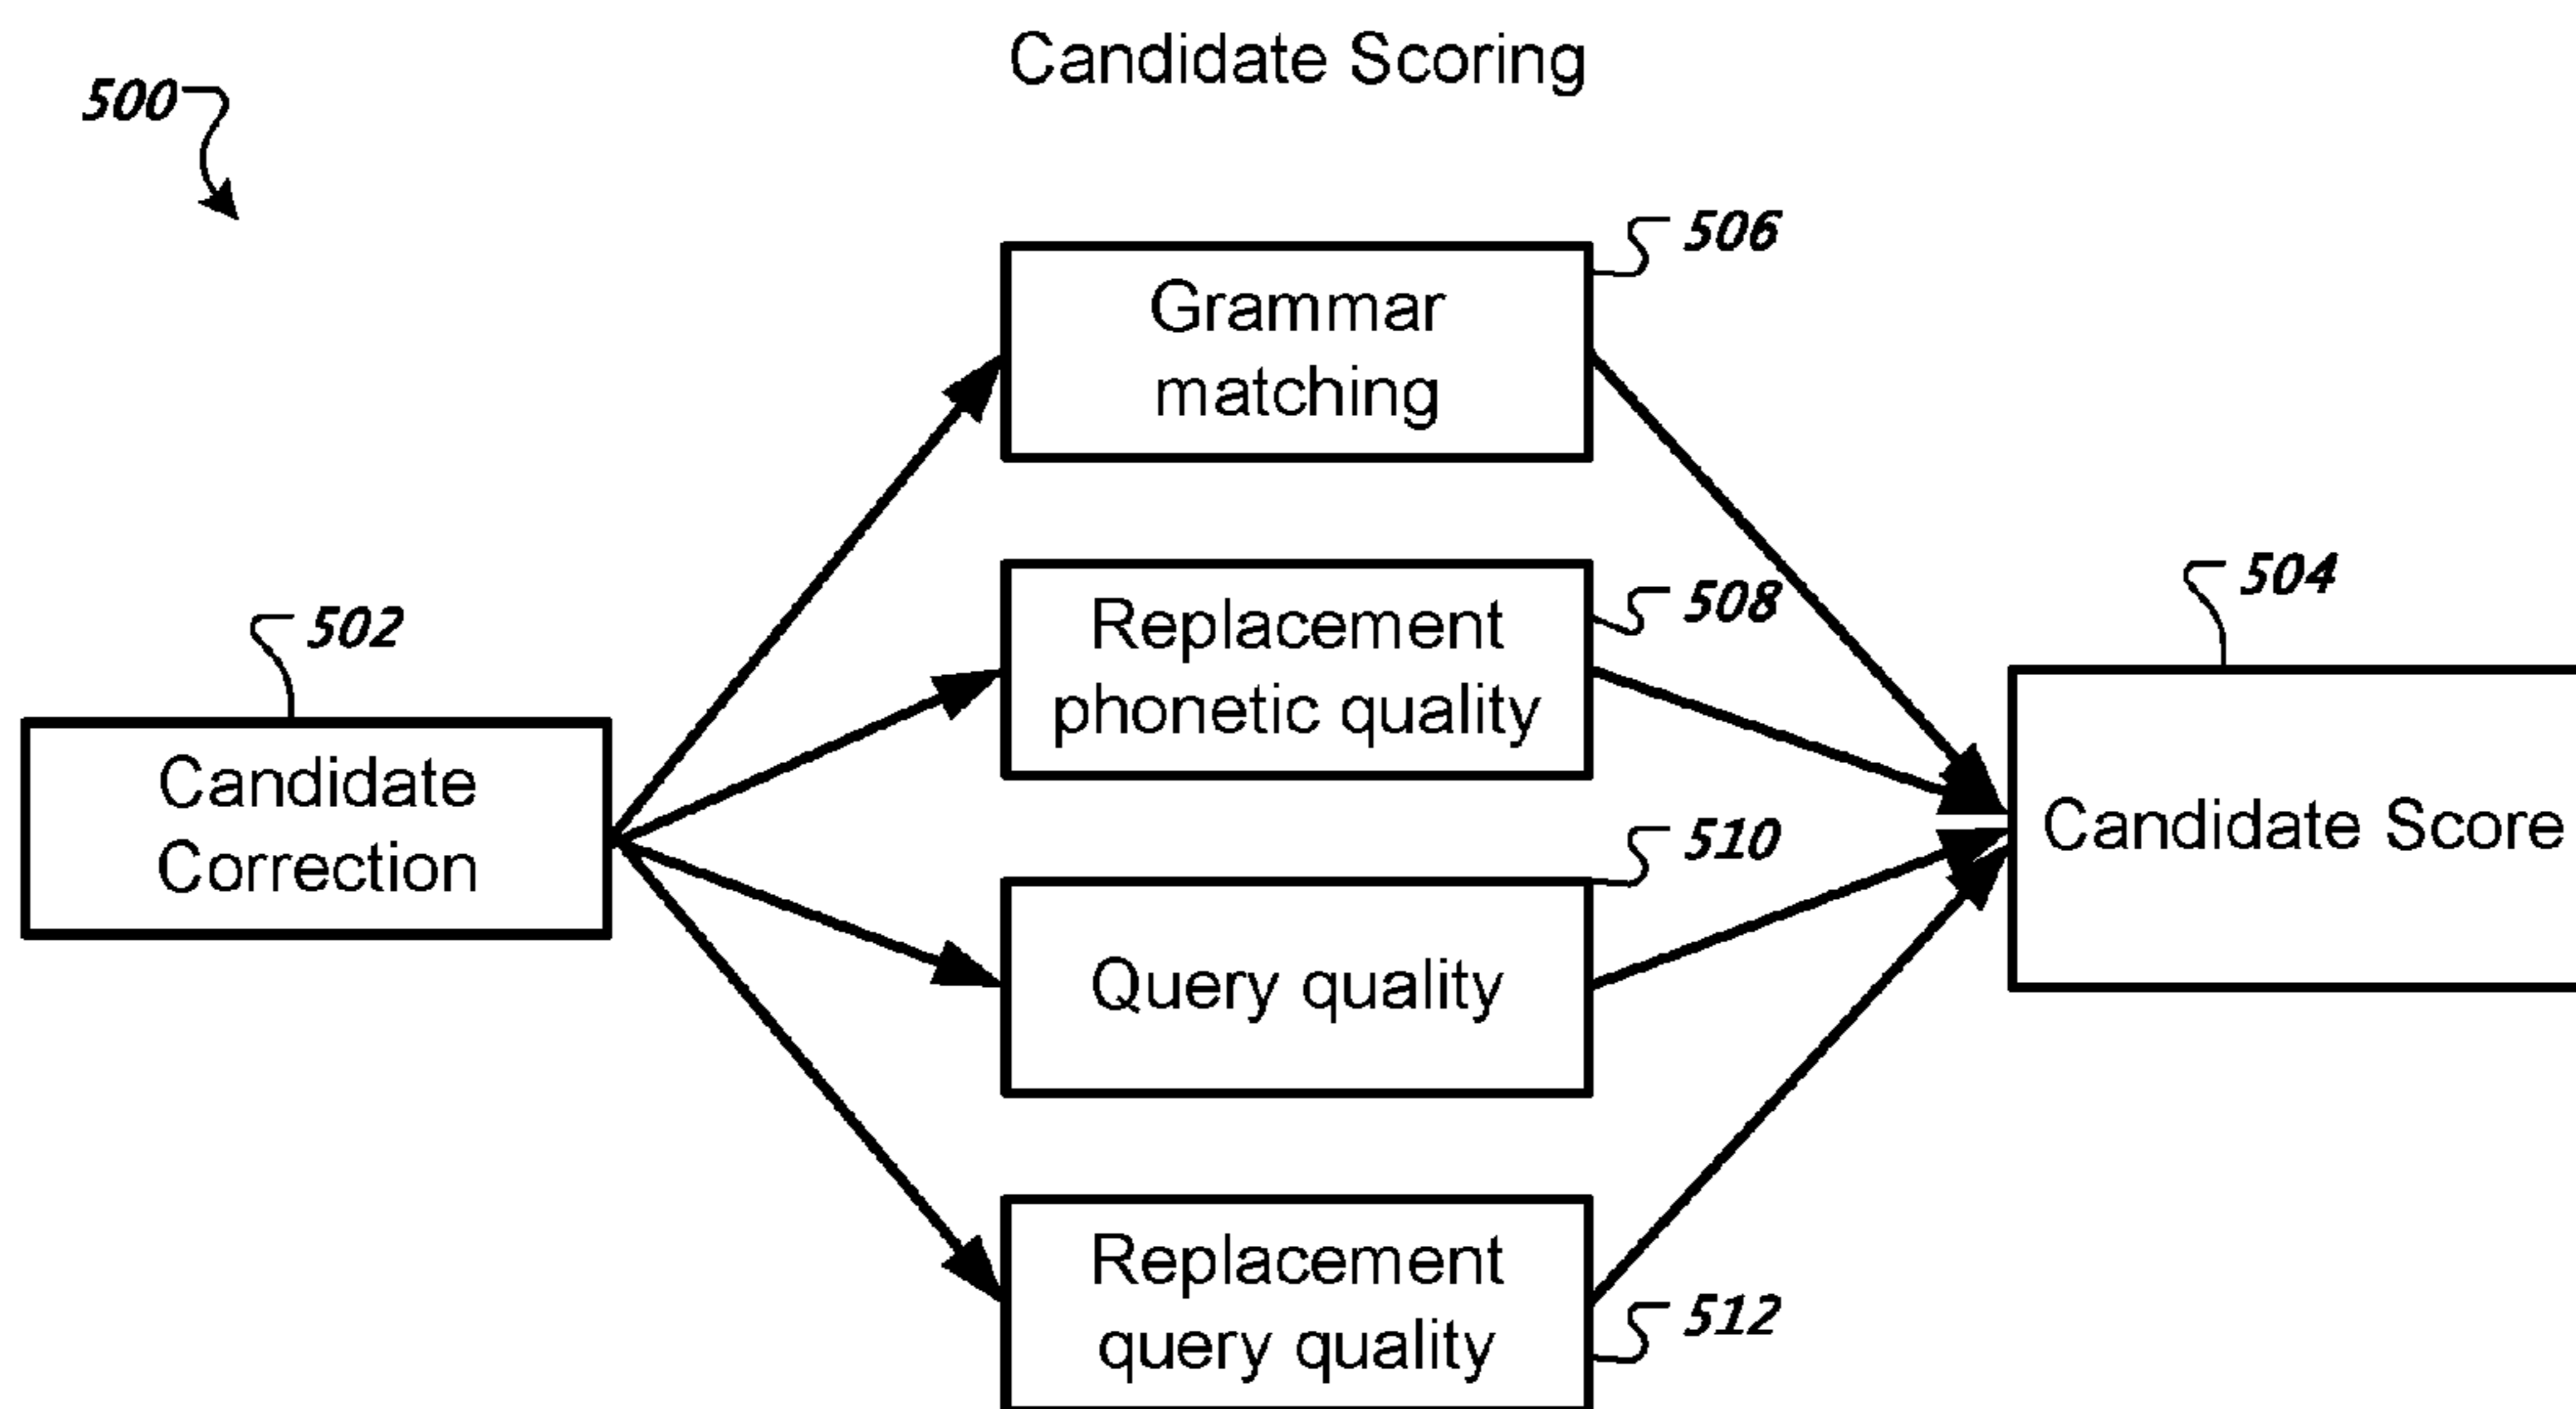 Candidate Scoring
500
506
Grammar
matching
508
Replacement
phonetic quality
504
Candidate Score
502
Candidate
Correction
510
Query quality
Replacement
query quality
512